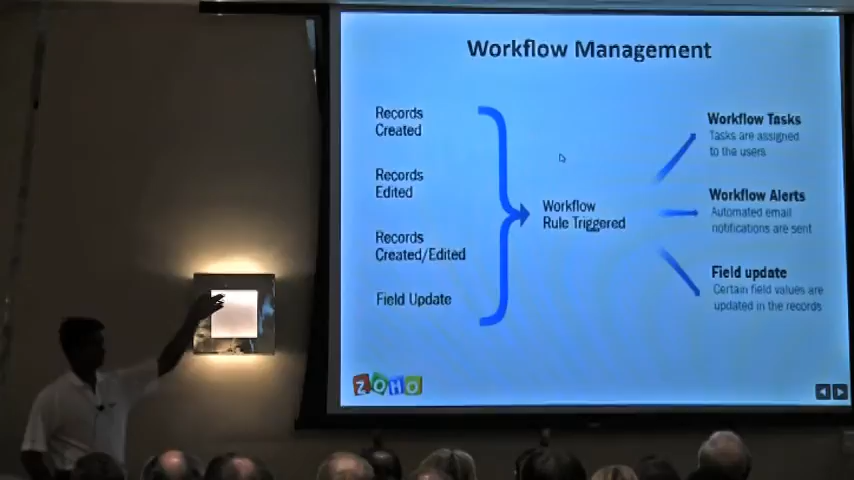 Workflow Management
Records
Created
Records
Edited
Records
Created/Edited
Field Update
Workflow
Rule Triggered
Workflow Tasks
Tasks are assigned
to the users
Workflow Alerts
Automated email
notifications are sent
Field update
Certain field values are
updated in the records
ZOHO